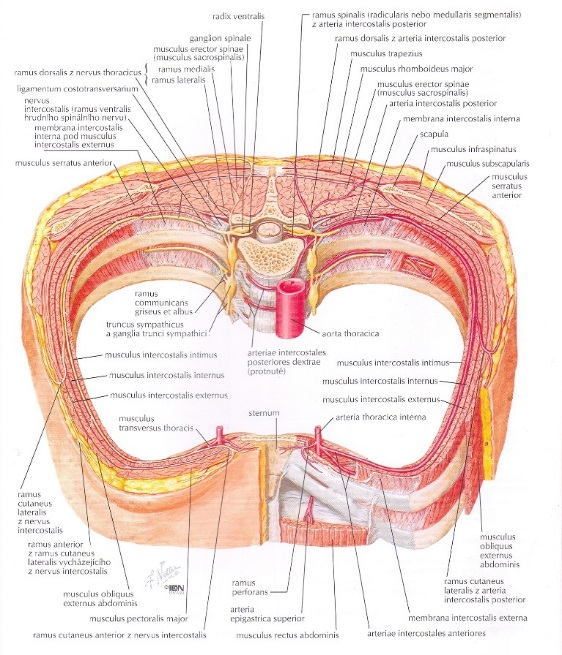 radix ventralis
ganglion spinale
musculus erector spinae
(musculus sacrospinalis)
ramus dorsalis z nervus thoracicus
ramus medialis
ramus lateralis
ligamentum costotransversarium
nervus
intercostalis (ramus ventralis
hrudního spinálního nervu)
membrana intercostalis
interna pod musculus
intercostalis externus
musculus serratus anterior
ramus spinalis (radicularis nebo medullaris segmentalis)
z arteria intercostalis posterior
ramus dorsalis z arteria intercostalis posterior
musculus trapezius
musculus rhomboideus major
musculus erector spinae
(musculus sacrospinalis)
arteria intercostalis posterior
membrana intercostalis interna
scapula
musculus infraspinatus
musculus subscapularis
musculus
serratus
anterior
ramus
communicans
griseus et albus
truncus sympathicus
a ganglia trunci sympathici
aorta thoracica
arteriae intercostales
posteriores dextrae
(protnuté)
musculus intercostalis intimus
musculus intercostalis internus
musculus intercostalis externus
musculus intercostalis intimus
musculus intercostalis internus
musculus intercostalis externus
musculus
transversus thoracis
sternum
arteria thoracica interna
ramus
cutaneus
lateralis
z nervus
intercostalis
ramus anterior
z ramus cutaneus
lateralis vycházejícího
z nervus intercostalis
musculus obliquus
externus abdominis
musculus pectoralis major
ramus cutaneus anterior z nervus intercostalis
ramus
perforans
arteria
epigastrica superior
musculus rectus abdominis
musculus
obliquus
externus
abdominis
ramus cutaneus
lateralis z arteria
intercostalis posterior
membrana intercostalis externa
arteriae intercostales anteriores